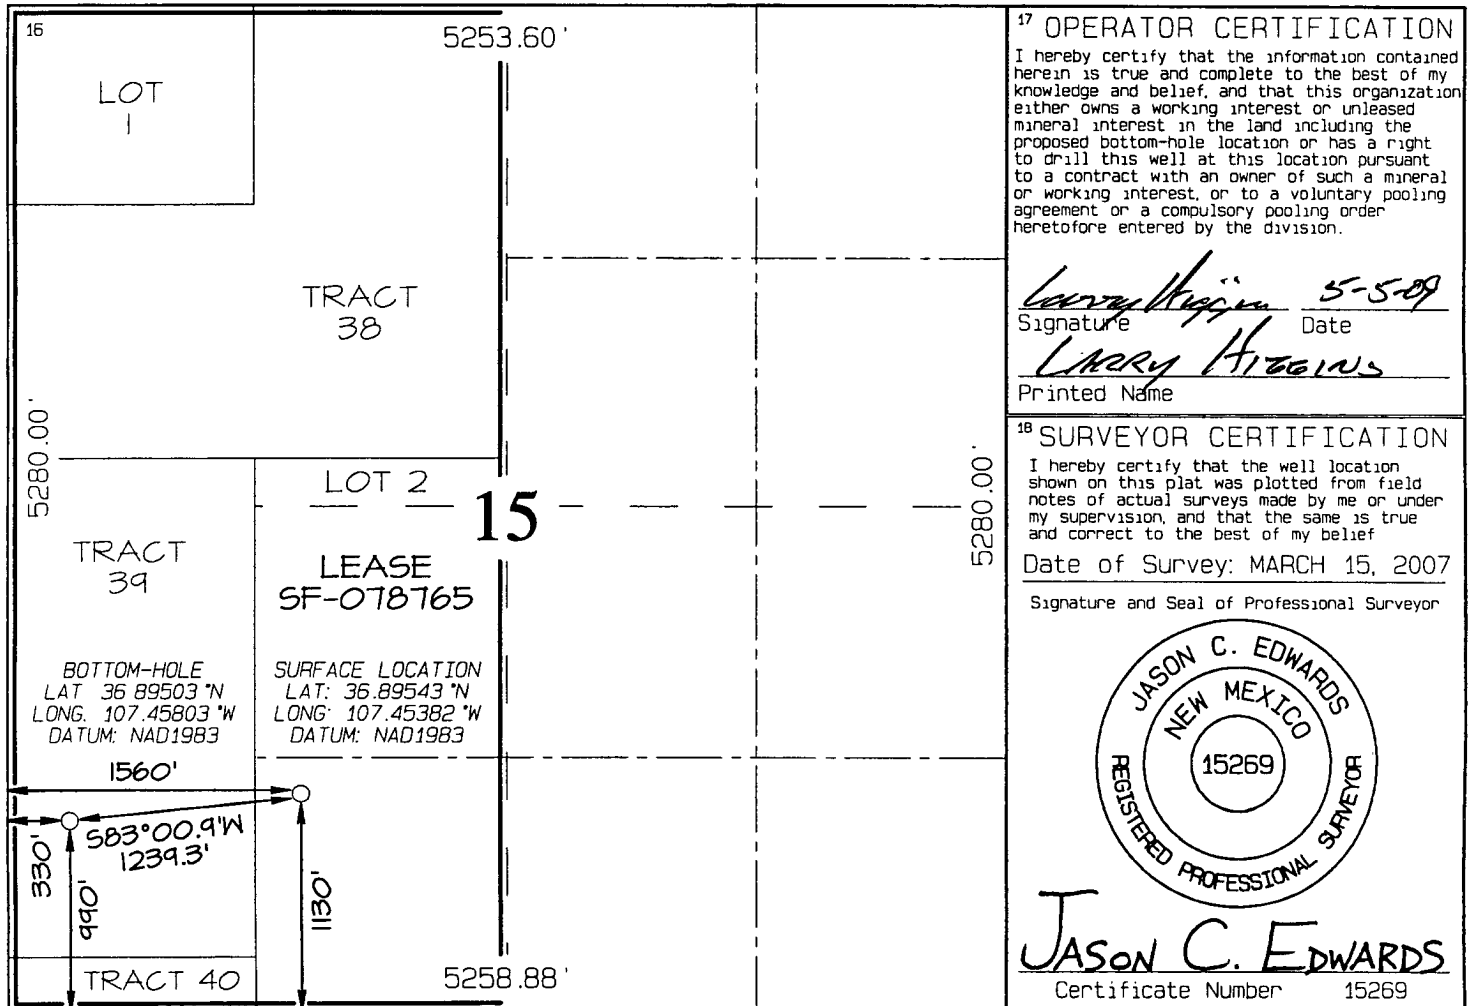 16
5253.60'
LOT
1
TRACT
38
5280.00'
LOT 2
15
5280.00'
TRACT
39
LEASE
SF-078765
BOTTOM-HOLE
LAT 36 89503 °N
LONG. 107.45803 °W
DATUM: NAD1983
SURFACE LOCATION
LAT: 36.89543 °N
LONG· 107.45382 °W
DATUM: NAD1983
1560'
S83°00.9'W
1239.3'
330'
990'
1130'
TRACT 40
5258.88'
17 OPERATOR CERTIFICATION
I hereby certify that the information contained
herein is true and complete to the best of my
knowledge and belief, and that this organization
either owns a working interest or unleased
mineral interest in the land including the
proposed bottom-hole location or has a right
to drill this well at this location pursuant
to a contract with an owner of such a mineral
or working interest, or to a voluntary pooling
agreement or a compulsory pooling order
heretofore entered by the division.
Larry Higgins 5-5-09
Signature Date
LARRY HIGGINS
Printed Name
18 SURVEYOR CERTIFICATION
I hereby certify that the well location
shown on this plat was plotted from field
notes of actual surveys made by me or under
my supervision, and that the same is true
and correct to the best of my belief
Date of Survey: MARCH 15, 2007
Signature and Seal of Professional Surveyor
JASON C. EDWARDS
NEW MEXICO
15269
REGISTERED PROFESSIONAL SURVEYOR
JASON C. EDWARDS
Certificate Number 15269